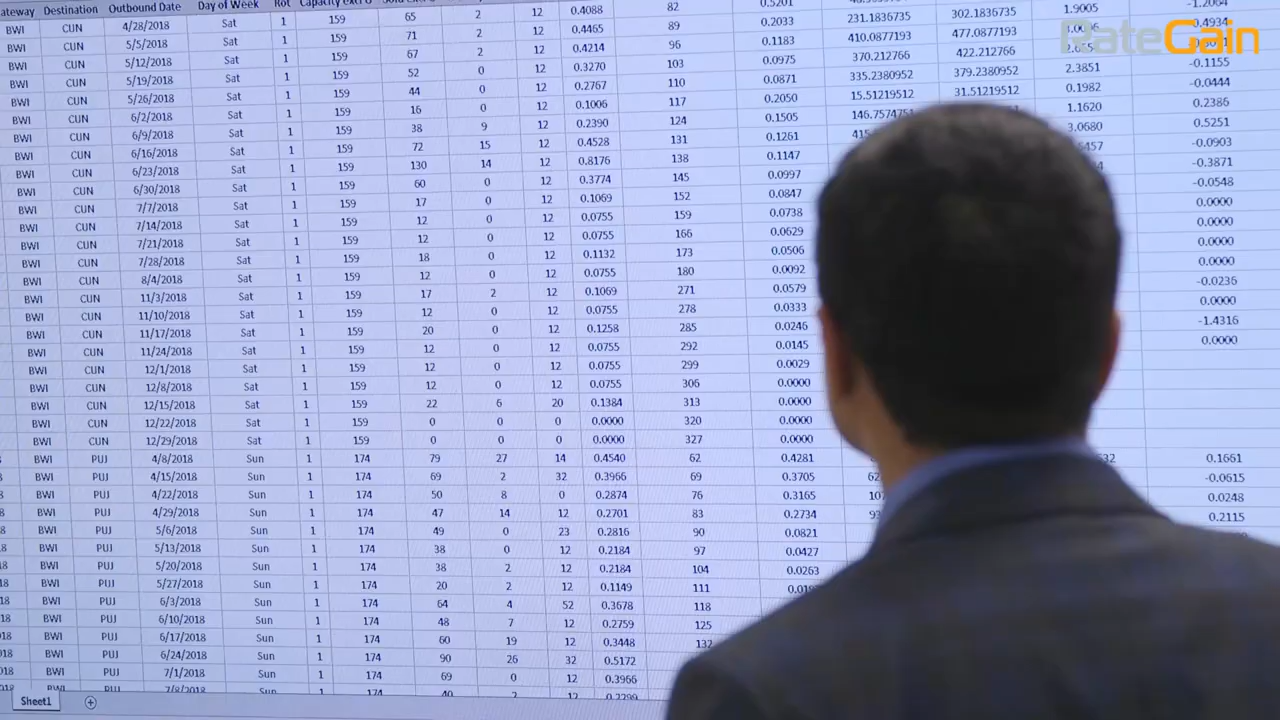 Destination Outbound Date Day of Week Rot
BWI CUN 4/28/2018 Sat 1 159 65 2 12 0.4088 82 0.5201
BWI CUN 5/5/2018 Sat 1 159 71 2 12 0.4465 89 0.2033 231.1836735 302.1836735 1.9005 -1.2064
BWI CUN 5/12/2018 Sat 1 159 67 2 12 0.4214 96 0.1183 410.0877193 477.0877193 0.4934
BWI CUN 5/19/2018 Sat 1 159 52 0 12 0.3270 103 0.0975 370.212766 422.212766
BWI CUN 5/26/2018 Sat 1 159 44 0 12 0.2767 110 0.0871 335.2380952 379.2380952 2.3851 -0.1155
BWI CUN 6/2/2018 Sat 1 159 16 0 12 0.1006 117 0.2050 15.51219512 31.51219512 0.1982 -0.0444
BWI CUN 6/9/2018 Sat 1 159 38 9 12 0.2390 124 0.1505 146.7574751 1.1620 0.2386
BWI CUN 6/16/2018 Sat 1 159 72 15 12 0.4528 131 0.1261 415 3.0680 0.5251
BWI CUN 6/23/2018 Sat 1 159 130 14 12 0.8176 138 0.1147 -0.0903
BWI CUN 6/30/2018 Sat 1 159 60 0 12 0.3774 145 0.0997 -0.3871
BWI CUN 7/7/2018 Sat 1 159 17 0 12 0.1069 152 0.0847 -0.0548
BWI CUN 7/14/2018 Sat 1 159 12 0 12 0.0755 159 0.0738 0.0000
BWI CUN 7/21/2018 Sat 1 159 12 0 12 0.0755 166 0.0629 0.0000
BWI CUN 7/28/2018 Sat 1 159 18 0 12 0.1132 173 0.0506 0.0000
BWI CUN 8/4/2018 Sat 1 159 12 0 12 0.0755 180 0.0092 0.0000
BWI CUN 11/3/2018 Sat 1 159 17 2 12 0.1069 271 0.0579 -0.0236
BWI CUN 11/10/2018 Sat 1 159 12 0 12 0.0755 278 0.0333 0.0000
BWI CUN 11/17/2018 Sat 1 159 20 0 12 0.1258 285 0.0246 -1.4316
BWI CUN 11/24/2018 Sat 1 159 12 0 12 0.0755 292 0.0145 0.0000
BWI CUN 12/1/2018 Sat 1 159 12 0 12 0.0755 299 0.0029
BWI CUN 12/8/2018 Sat 1 159 12 0 12 0.0755 306 0.0000
BWI CUN 12/15/2018 Sat 1 159 22 6 20 0.1384 313 0.0000
BWI CUN 12/22/2018 Sat 1 159 0 0 0 0.0000 320 0.0000
BWI CUN 12/29/2018 Sat 1 159 0 0 0 0.0000 327 0.0000
BWI PUJ 4/8/2018 Sun 1 174 79 27 14 0.4540 62 0.4281 632 0.1661
BWI PUJ 4/15/2018 Sun 1 174 69 2 32 0.3966 69 0.3705 62 -0.0615
BWI PUJ 4/22/2018 Sun 1 174 50 8 0 0.2874 76 0.3165 107 0.0248
BWI PUJ 4/29/2018 Sun 1 174 47 14 12 0.2701 83 0.2734 93 0.2115
BWI PUJ 5/6/2018 Sun 1 174 49 0 23 0.2816 90 0.0821
BWI PUJ 5/13/2018 Sun 1 174 38 0 12 0.2184 97 0.0427
BWI PUJ 5/20/2018 Sun 1 174 38 2 12 0.2184 104 0.0263
BWI PUJ 5/27/2018 Sun 1 174 20 2 12 0.1149 111
BWI PUJ 6/3/2018 Sun 1 174 64 4 52 0.3678 118
BWI PUJ 6/10/2018 Sun 1 174 48 7 12 0.2759 125
BWI PUJ 6/17/2018 Sun 1 174 60 19 12 0.3448 132
BWI PUJ 6/24/2018 Sun 1 174 90 26 32 0.5172
BWI PUJ 7/1/2018 Sun 1 174 69 0 12 0.3966
BWI PUJ 7/8/2018 Sun 1 174 40 2 12
Sheet1
RateGain